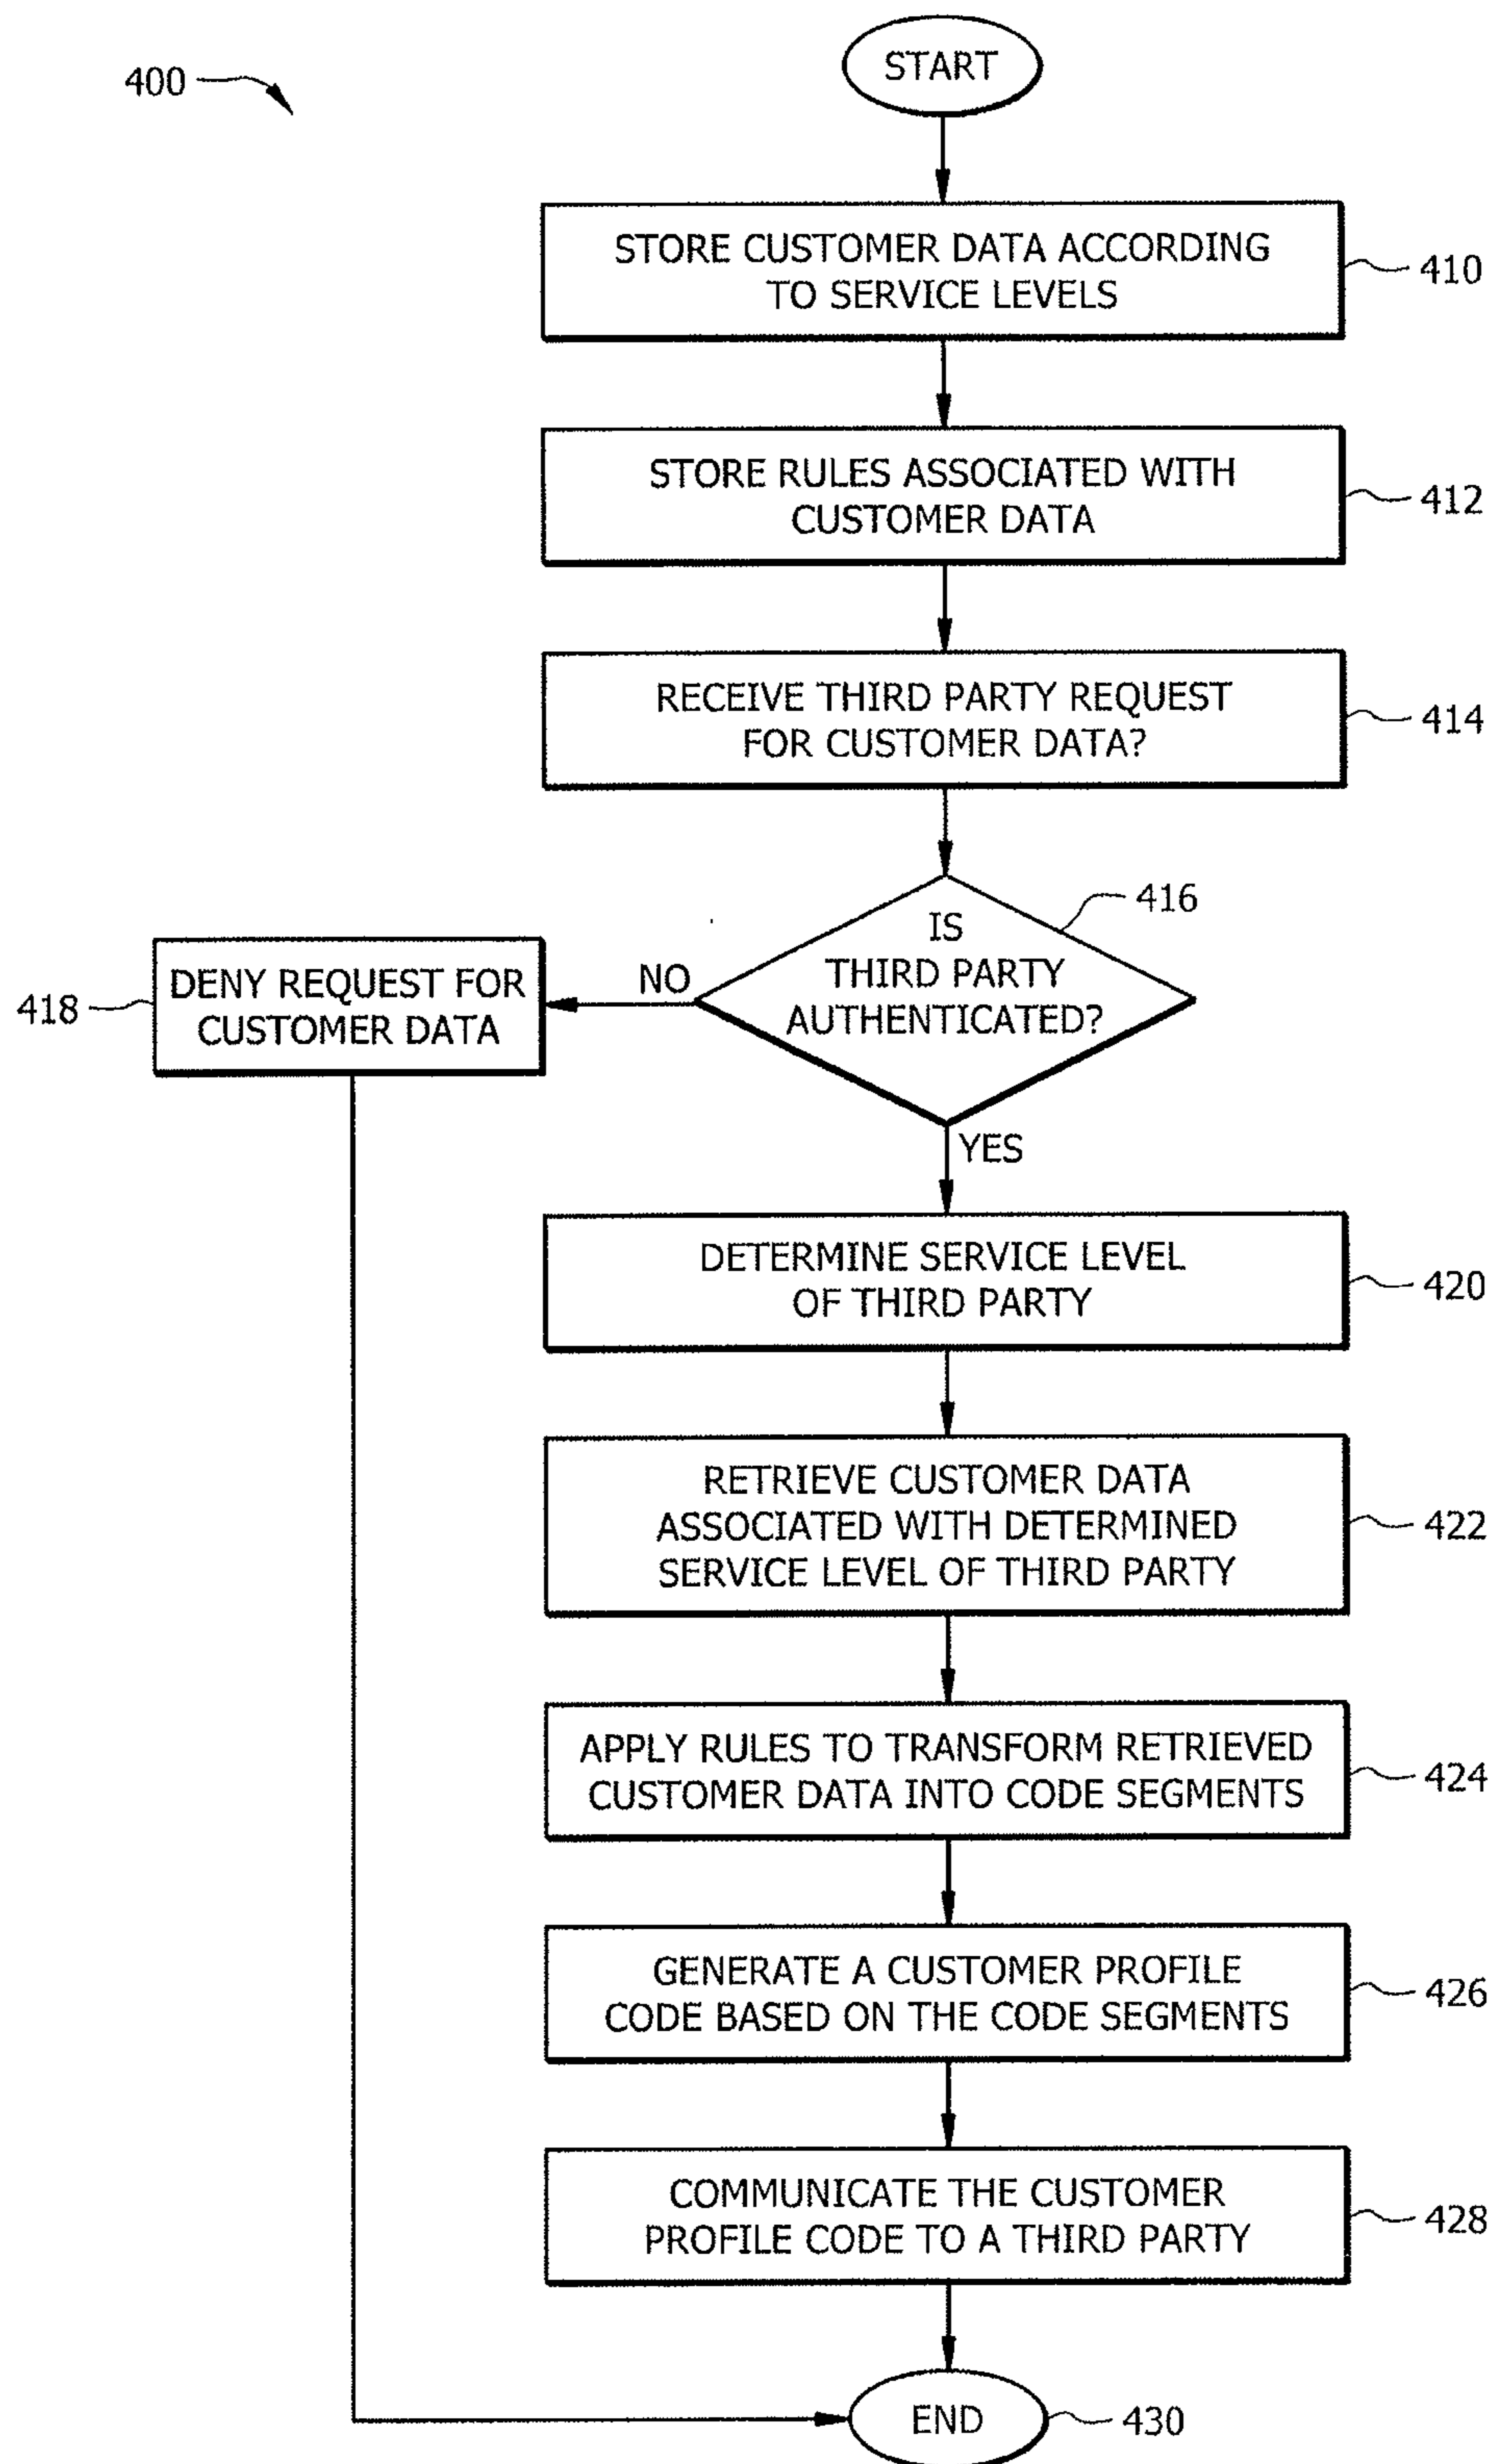 400
START
STORE CUSTOMER DATA ACCORDING
TO SERVICE LEVELS
410
STORE RULES ASSOCIATED WITH
CUSTOMER DATA
412
RECEIVE THIRD PARTY REQUEST
FOR CUSTOMER DATA?
414
IS
THIRD PARTY
AUTHENTICATED?
416
NO
DENY REQUEST FOR
CUSTOMER DATA
418
YES
DETERMINE SERVICE LEVEL
OF THIRD PARTY
420
RETRIEVE CUSTOMER DATA
ASSOCIATED WITH DETERMINED
SERVICE LEVEL OF THIRD PARTY
422
APPLY RULES TO TRANSFORM RETRIEVED
CUSTOMER DATA INTO CODE SEGMENTS
424
GENERATE A CUSTOMER PROFILE
CODE BASED ON THE CODE SEGMENTS
426
COMMUNICATE THE CUSTOMER
PROFILE CODE TO A THIRD PARTY
428
END
430